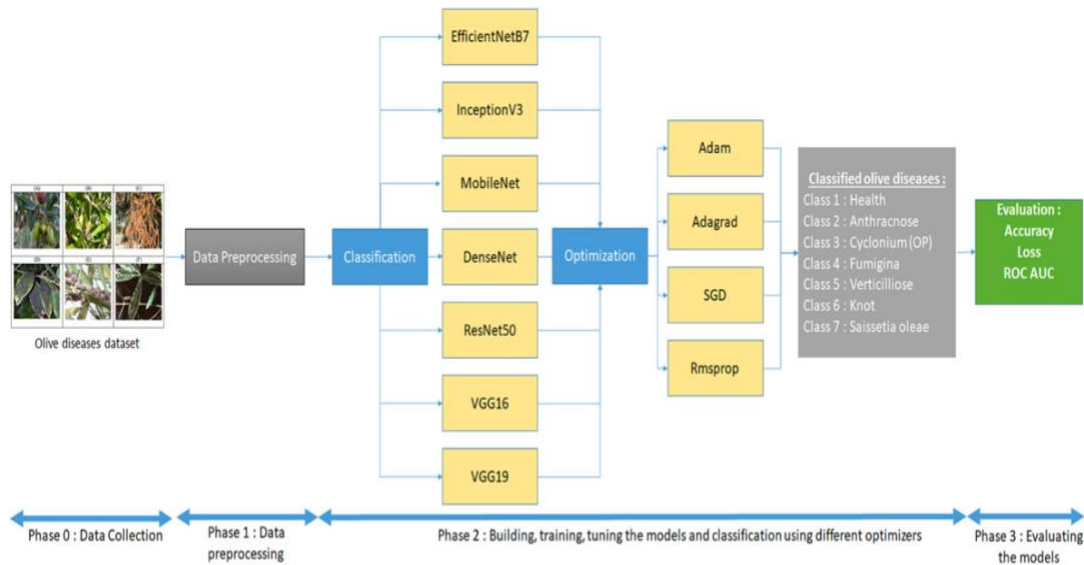 (A) (B) (C)
(D) (E) (F)
Olive diseases dataset
Data Preprocessing
Classification
EfficientNetB7
InceptionV3
MobileNet
DenseNet
ResNet50
VGG16
VGG19
Optimization
Adam
Adagrad
SGD
Rmsprop
Classified olive diseases :
Class 1 : Health
Class 2 : Anthracnose
Class 3 : Cyclonium (OP)
Class 4 : Fumigina
Class 5 : Verticilliose
Class 6 : Knot
Class 7 : Saissetia oleae
Evaluation :
Accuracy
Loss
ROC AUC
Phase 0 : Data Collection
Phase 1 : Data
preprocessing
Phase 2 : Building, training, tuning the models and classification using different optimizers
Phase 3 : Evaluating
the models